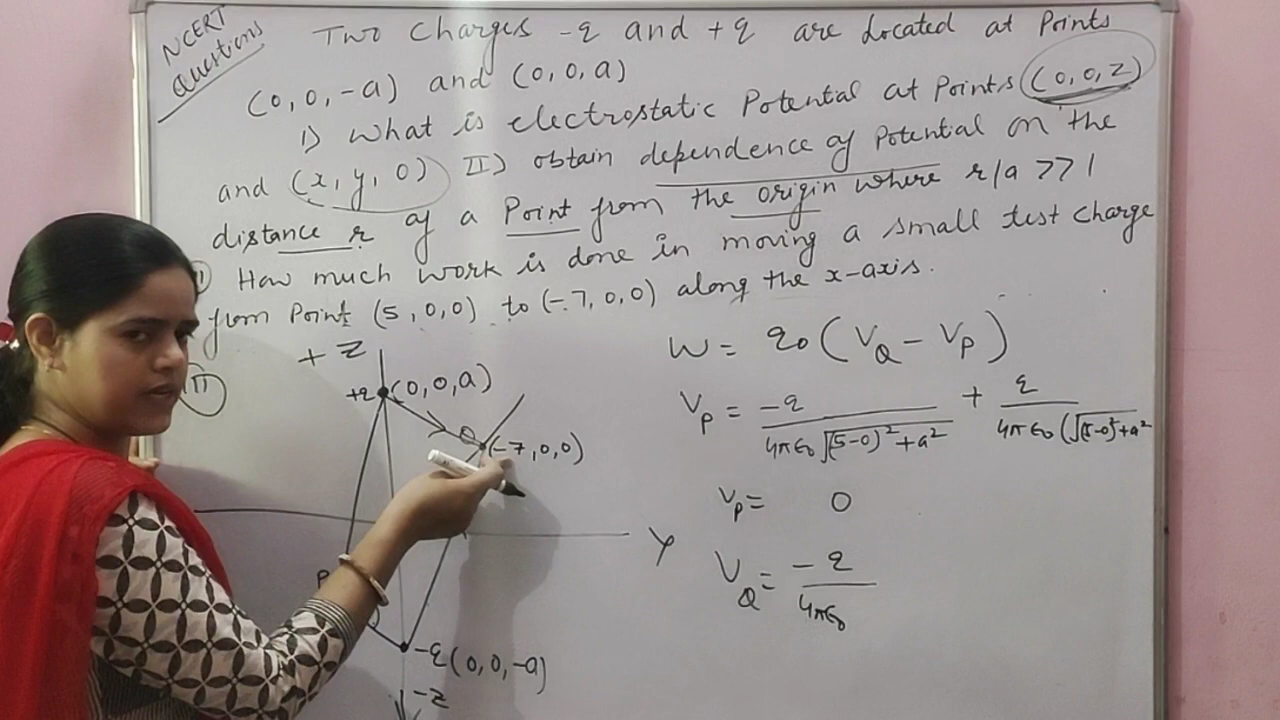 NCERT
Questions
Two Charges -q and +q are Located at Points
(0,0,-a) and (0,0,a)
I) What is electrostatic Potential at Points (0,0,Z)
and (x,y,0) II) obtain dependence of Potential on the
distance r of a Point from the origin where r/a >> 1
How much work is done in moving a small test charge
from Point (5,0,0) to (-7,0,0) along the x-axis.
+Z
III
+q (0,0,a)
Q (-7,0,0)
Y
P
-q (0,0,-a)
-Z
W = q0 (VQ - VP)
VP = -q / 4πε0 √(5-0)²+a² + q / 4πε0 (√(5-0)²+a²
VP = 0
VQ = -q / 4πε0